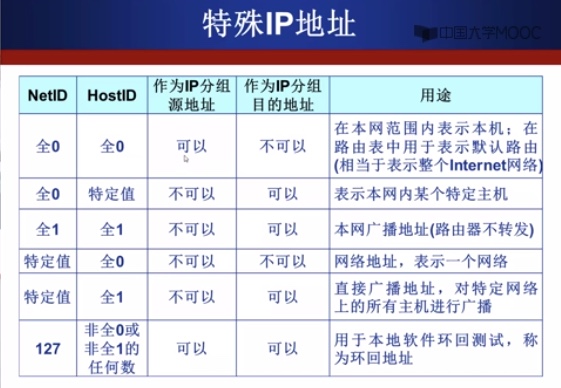 特殊IP地址
中国大学MOOC
NetID HostID 作为IP分组源地址 作为IP分组目的地址 用途
全0 全0 可以 不可以 在本网范围内表示本机；在路由表中用于表示默认路由(相当于表示整个Internet网络)
全0 特定值 不可以 可以 表示本网内某个特定主机
全1 全1 不可以 可以 本网广播地址(路由器不转发)
特定值 全0 不可以 不可以 网络地址，表示一个网络
特定值 全1 不可以 可以 直接广播地址，对特定网络上的所有主机进行广播
127 非全0或非全1的任何数 可以 可以 用于本地软件环回测试，称为环回地址